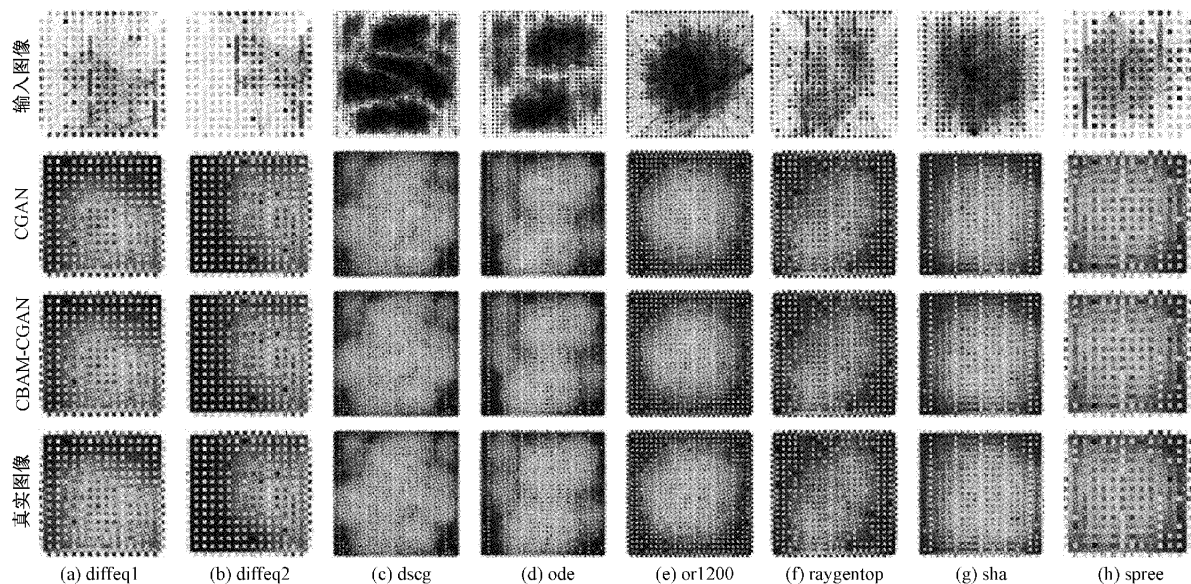 输入图像
CGAN
CBAM-CGAN
真实图像
(a) diffeq1
(b) diffeq2
(c) dscg
(d) ode
(e) or1200
(f) raygentop
(g) sha
(h) spree